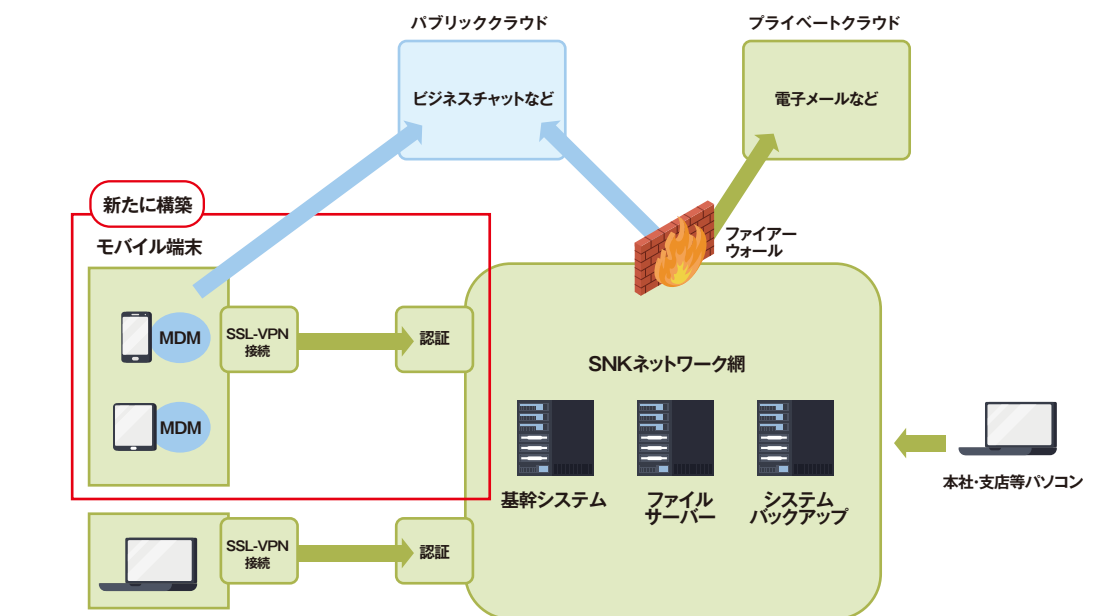 パブリッククラウド
プライベートクラウド
ビジネスチャットなど
電子メールなど
新たに構築
モバイル端末
ファイアー
ウォール
MDM
SSL-VPN
接続
認証
SNKネットワーク網
MDM
基幹システム
ファイル
サーバー
システム
バックアップ
本社・支店等パソコン
SSL-VPN
接続
認証